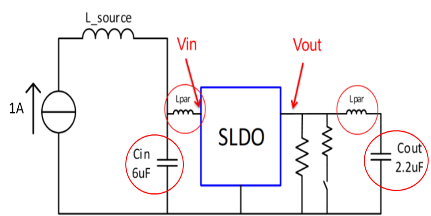 L_source
Vin
Vout
Lpar
Lpar
1A
SLDO
Cin
6uF
Cout
2.2uF